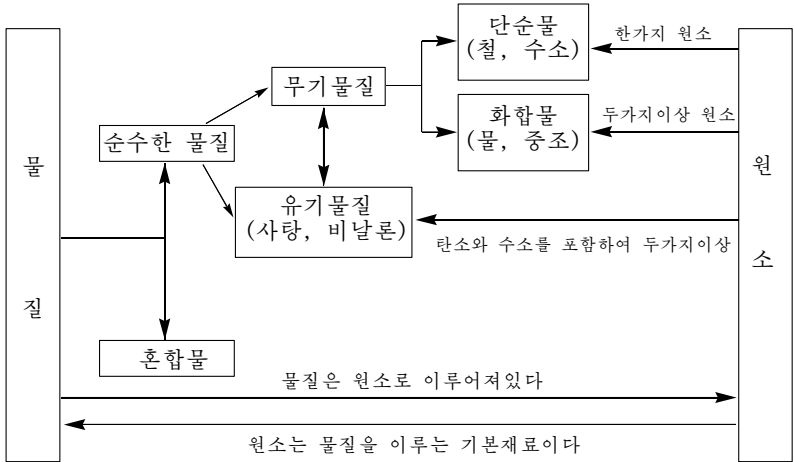 단순물
(철, 수소)
한가지 원소
무기물질
화합물
(물, 중조)
두가지이상 원소
순수한 물질
물
질
원
소
유기물질
(사탕, 비날론)
탄소와 수소를 포함하여 두가지이상
혼합물
물질은 원소로 이루어져있다
원소는 물질을 이루는 기본재료이다